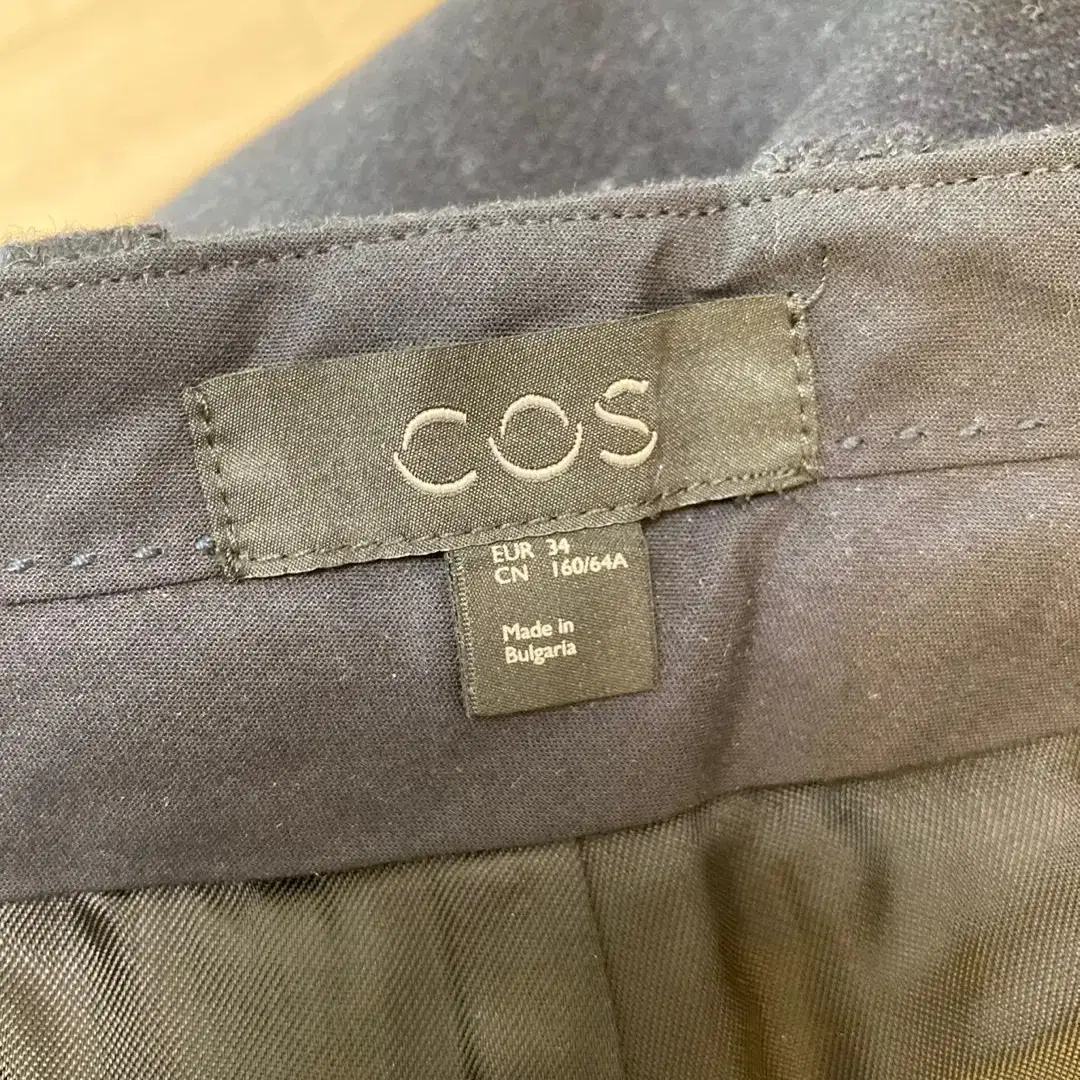 COS
EUR 34
CN 160/64A
Made in
Bulgaria